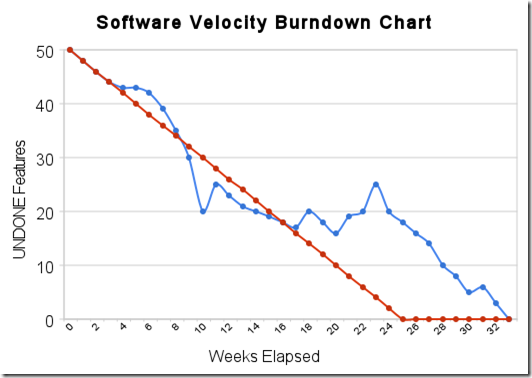 Software Velocity Burndown Chart
UNDONE Features
50
40
30
20
10
0
0 2 4 6 8 10 12 14 16 18 20 22 24 26 28 30 32
Weeks Elapsed